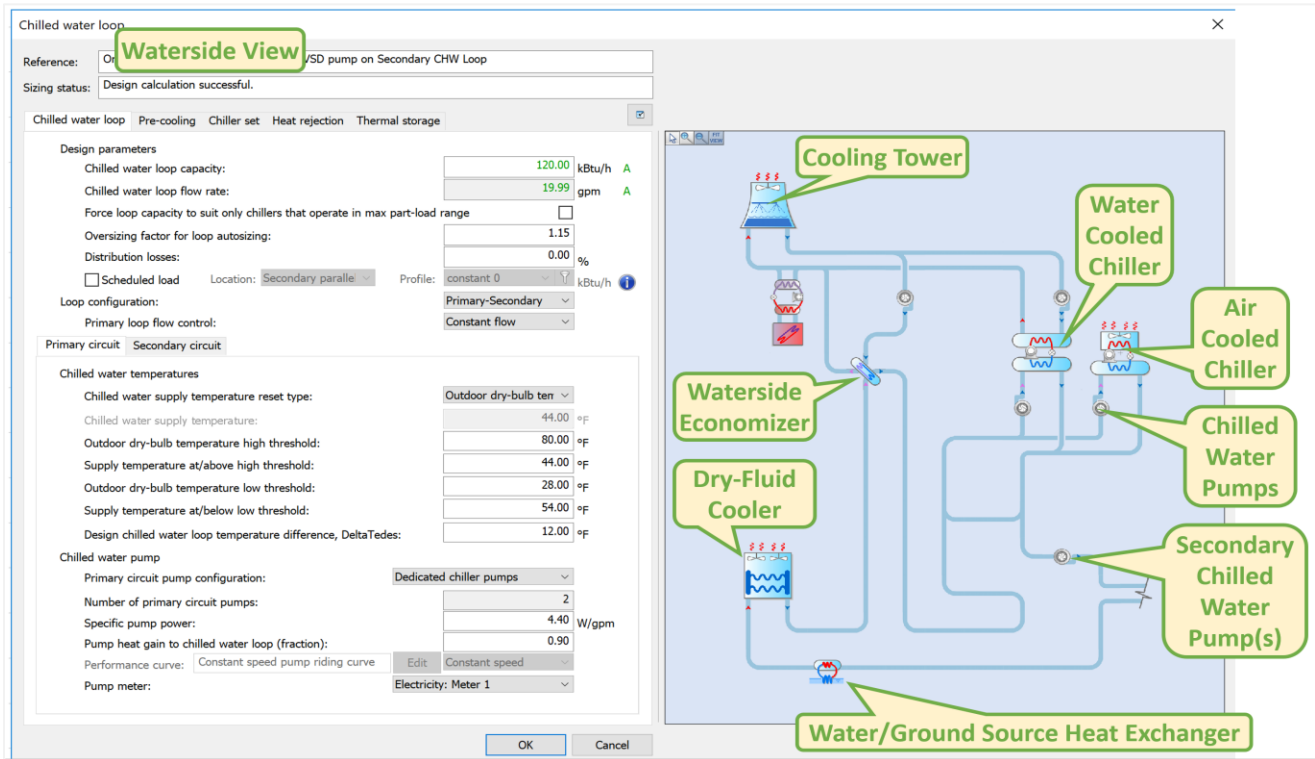 Chilled water loop
Waterside View
Reference: Or VSD pump on Secondary CHW Loop
Sizing status: Design calculation successful.
Chilled water loop Pre-cooling Chiller set Heat rejection Thermal storage
Design parameters
Chilled water loop capacity: 120.00 kBtu/h A
Chilled water loop flow rate: 19.99 gpm A
Force loop capacity to suit only chillers that operate in max part-load range
Oversizing factor for loop autosizing: 1.15
Distribution losses: 0.00 %
Scheduled load Location: Secondary paralle Profile: constant 0 kBtu/h i
Loop configuration: Primary-Secondary
Primary loop flow control: Constant flow
Primary circuit Secondary circuit
Chilled water temperatures
Chilled water supply temperature reset type: Outdoor dry-bulb ten
Chilled water supply temperature: 44.00 °F
Outdoor dry-bulb temperature high threshold: 80.00 °F
Supply temperature at/above high threshold: 44.00 °F
Outdoor dry-bulb temperature low threshold: 28.00 °F
Supply temperature at/below low threshold: 54.00 °F
Design chilled water loop temperature difference, DeltaTedes: 12.00 °F
Chilled water pump
Primary circuit pump configuration: Dedicated chiller pumps
Number of primary circuit pumps: 2
Specific pump power: 4.40 W/gpm
Pump heat gain to chilled water loop (fraction): 0.90
Performance curve: Constant speed pump riding curve Edit Constant speed
Pump meter: Electricity: Meter 1
OK Cancel
FIT
VIEW
Cooling Tower
Water
Cooled
Chiller
Air
Cooled
Chiller
Waterside
Economizer
Chilled
Water
Pumps
Dry-Fluid
Cooler
Secondary
Chilled
Water
Pump(s)
Water/Ground Source Heat Exchanger